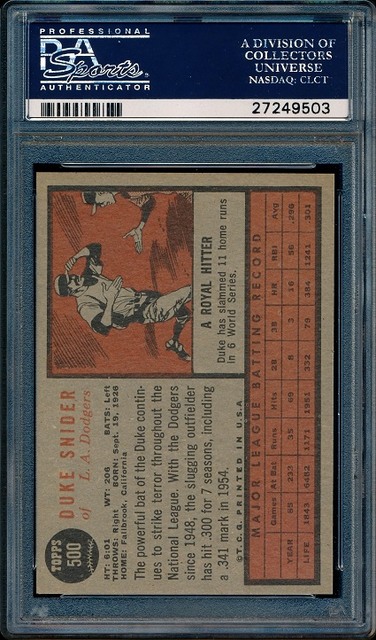 PROFESSIONAL
PSA
Sports
AUTHENTICATOR
A DIVISION OF
COLLECTORS
UNIVERSE
NASDAQ: CLCT
27249503
TOPPS
500
DUKE SNIDER
of L. A. Dodgers
HT: 6:01 WT: 206 BATS: Left
THROWS: Right BORN: Sept. 19, 1926
HOME: Fallbrook, California
The powerful bat of the Duke contin-
ues to strike terror throughout the
National League. With the Dodgers
since 1948, the slugging outfielder
has hit .300 for 7 seasons, including
a .341 mark in 1954.
A ROYAL HITTER
Duke has slammed 11 home runs
in 6 World Series.
©T.C.G. PRINTED IN U.S.A.
MAJOR LEAGUE BATTING RECORD
Games At Bat Runs Hits 2B 3B HR RBI Avg
YEAR 85 233 35 69 8 3 16 56 .296
LIFE 1843 6482 1171 1951 332 79 384 1241 .301